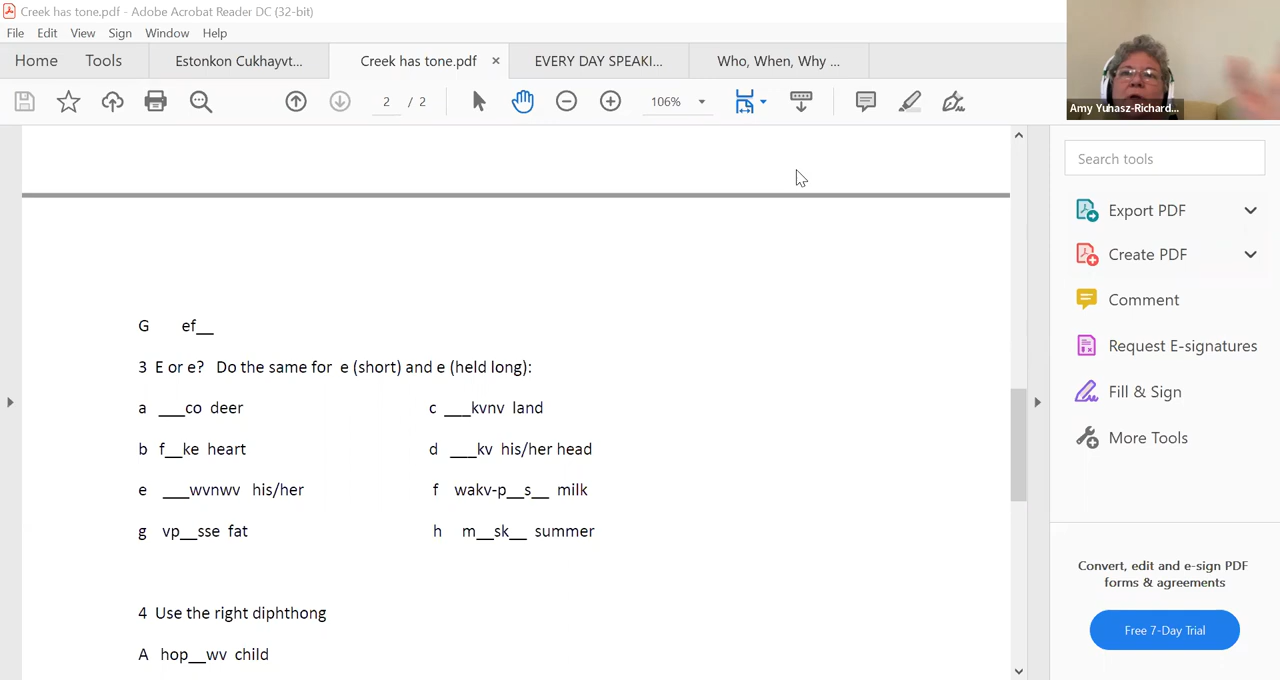 Creek has tone.pdf - Adobe Acrobat Reader DC (32-bit)
File Edit View Sign Window Help
Home Tools Estonkon Cukhayvt... Creek has tone.pdf × EVERY DAY SPEAKI... Who, When, Why ...
2 / 2 106%
Amy Yuhasz-Richard...
Search tools
Export PDF
Create PDF
Comment
Request E-signatures
Fill & Sign
More Tools
Convert, edit and e-sign PDF
forms & agreements
Free 7-Day Trial
G ef__
3 E or e? Do the same for e (short) and e (held long):
a ___co deer c ___kvnv land
b f__ke heart d ___kv his/her head
e ___wvnwv his/her f wakv-p__s__ milk
g vp__sse fat h m__sk__ summer
4 Use the right diphthong
A hop__wv child